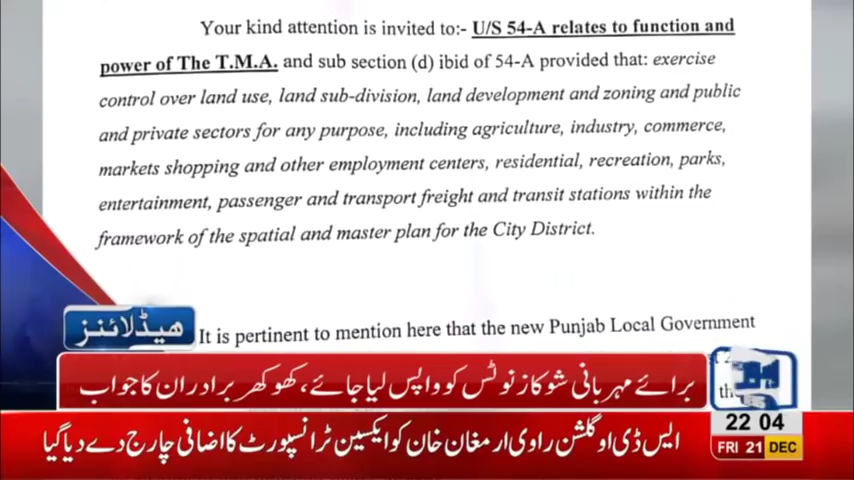 Your kind attention is invited to:- U/S 54-A relates to function and
power of The T.M.A. and sub section (d) ibid of 54-A provided that: exercise
control over land use, land sub-division, land development and zoning and public
and private sectors for any purpose, including agriculture, industry, commerce,
markets shopping and other employment centers, residential, recreation, parks,
entertainment, passenger and transport freight and transit stations within the
framework of the spatial and master plan for the City District.
ہیڈلائنز
It is pertinent to mention here that the new Punjab Local Government
برائے مہربانی شوکاز نوٹس کو واپس لیا جائے، کھوکھر برادران کا جواب
22 04
ایس ڈی او گلشن راوی ارمغان خان کو ایکسین ٹرانسپورٹ کا اضافی چارج دے دیا گیا
FRI 21 DEC